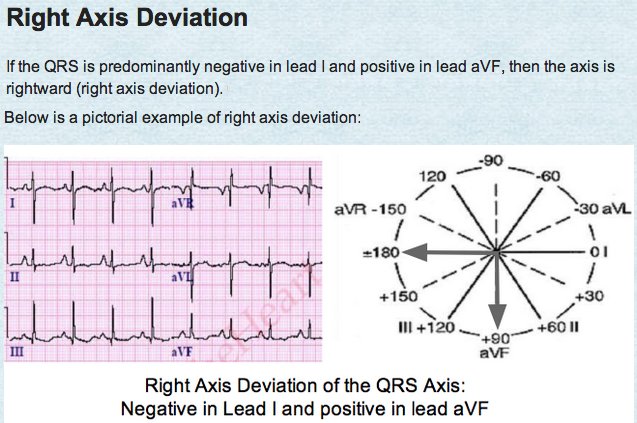 Right Axis Deviation
If the QRS is predominantly negative in lead I and positive in lead aVF, then the axis is
rightward (right axis deviation).
Below is a pictorial example of right axis deviation:
I
aVR
II
aVL
III
aVF
-90
120
-60
aVR -150
-30 aVL
±180
0 I
+150
+30
III +120
+60 II
+90
aVF
Right Axis Deviation of the QRS Axis:
Negative in Lead I and positive in lead aVF